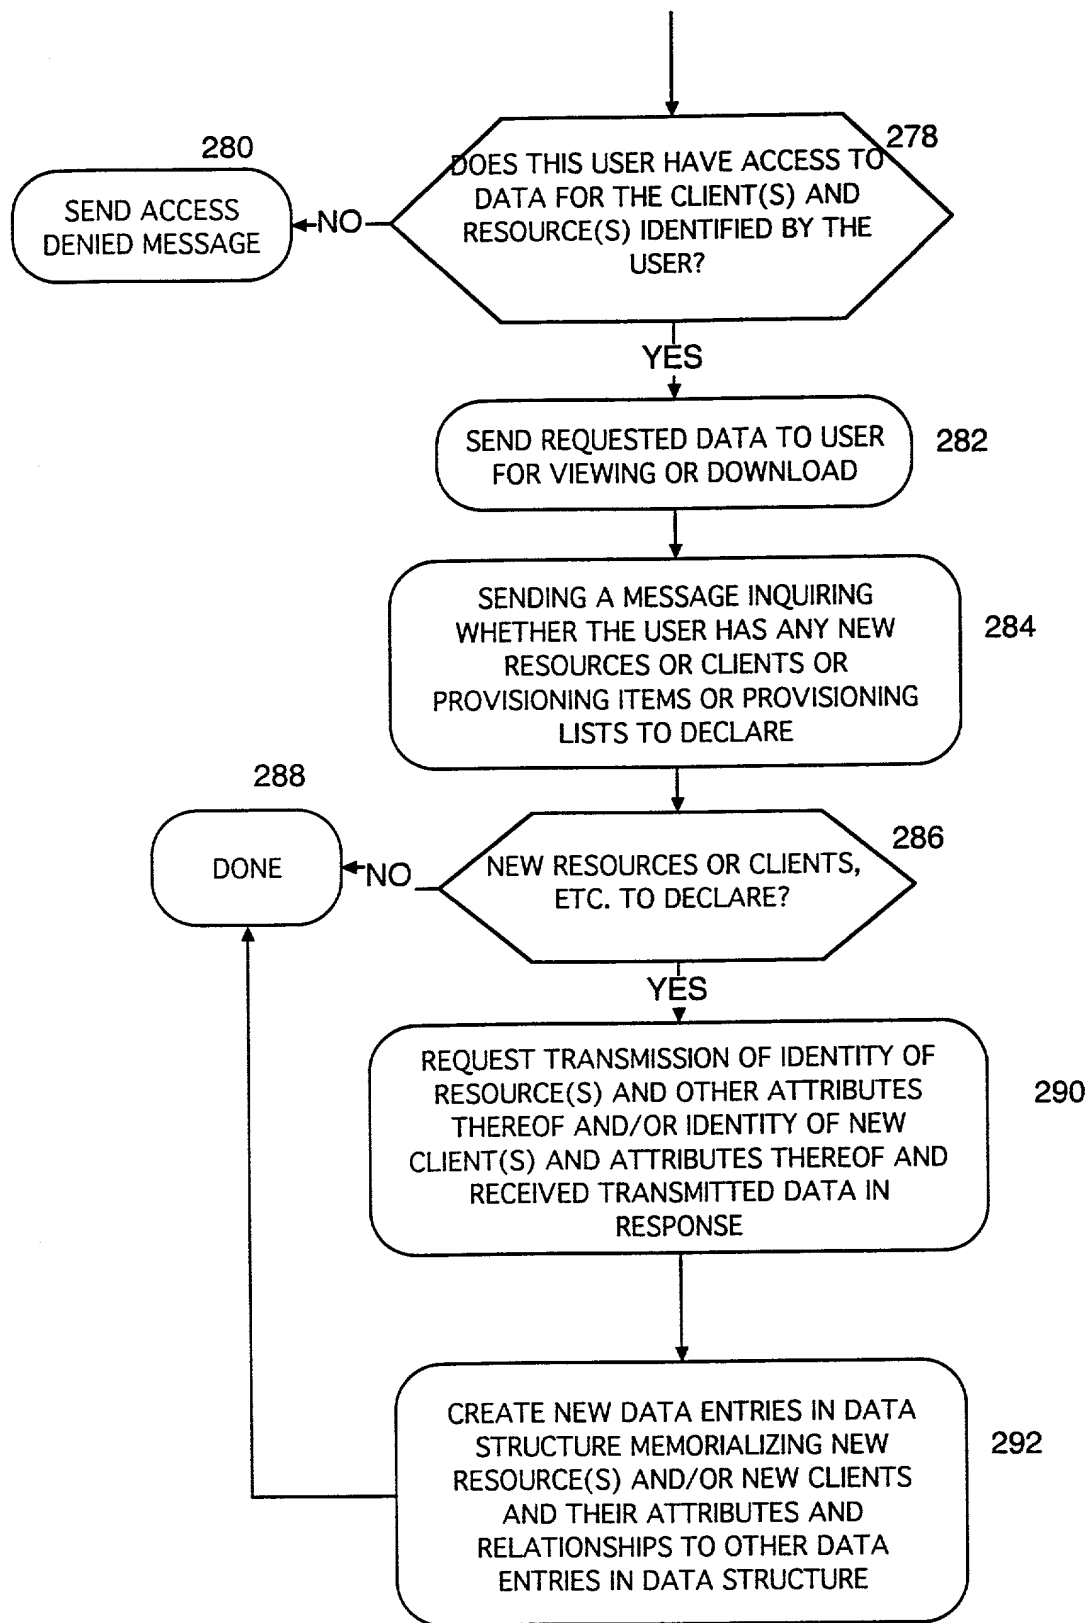 278
DOES THIS USER HAVE ACCESS TO
DATA FOR THE CLIENT(S) AND
RESOURCE(S) IDENTIFIED BY THE
USER?
280
SEND ACCESS
DENIED MESSAGE
NO
YES
SEND REQUESTED DATA TO USER
FOR VIEWING OR DOWNLOAD
282
SENDING A MESSAGE INQUIRING
WHETHER THE USER HAS ANY NEW
RESOURCES OR CLIENTS OR
PROVISIONING ITEMS OR PROVISIONING
LISTS TO DECLARE
284
288
DONE
NO
286
NEW RESOURCES OR CLIENTS,
ETC. TO DECLARE?
YES
REQUEST TRANSMISSION OF IDENTITY OF
RESOURCE(S) AND OTHER ATTRIBUTES
THEREOF AND/OR IDENTITY OF NEW
CLIENT(S) AND ATTRIBUTES THEREOF AND
RECEIVED TRANSMITTED DATA IN
RESPONSE
290
CREATE NEW DATA ENTRIES IN DATA
STRUCTURE MEMORIALIZING NEW
RESOURCE(S) AND/OR NEW CLIENTS
AND THEIR ATTRIBUTES AND
RELATIONSHIPS TO OTHER DATA
ENTRIES IN DATA STRUCTURE
292